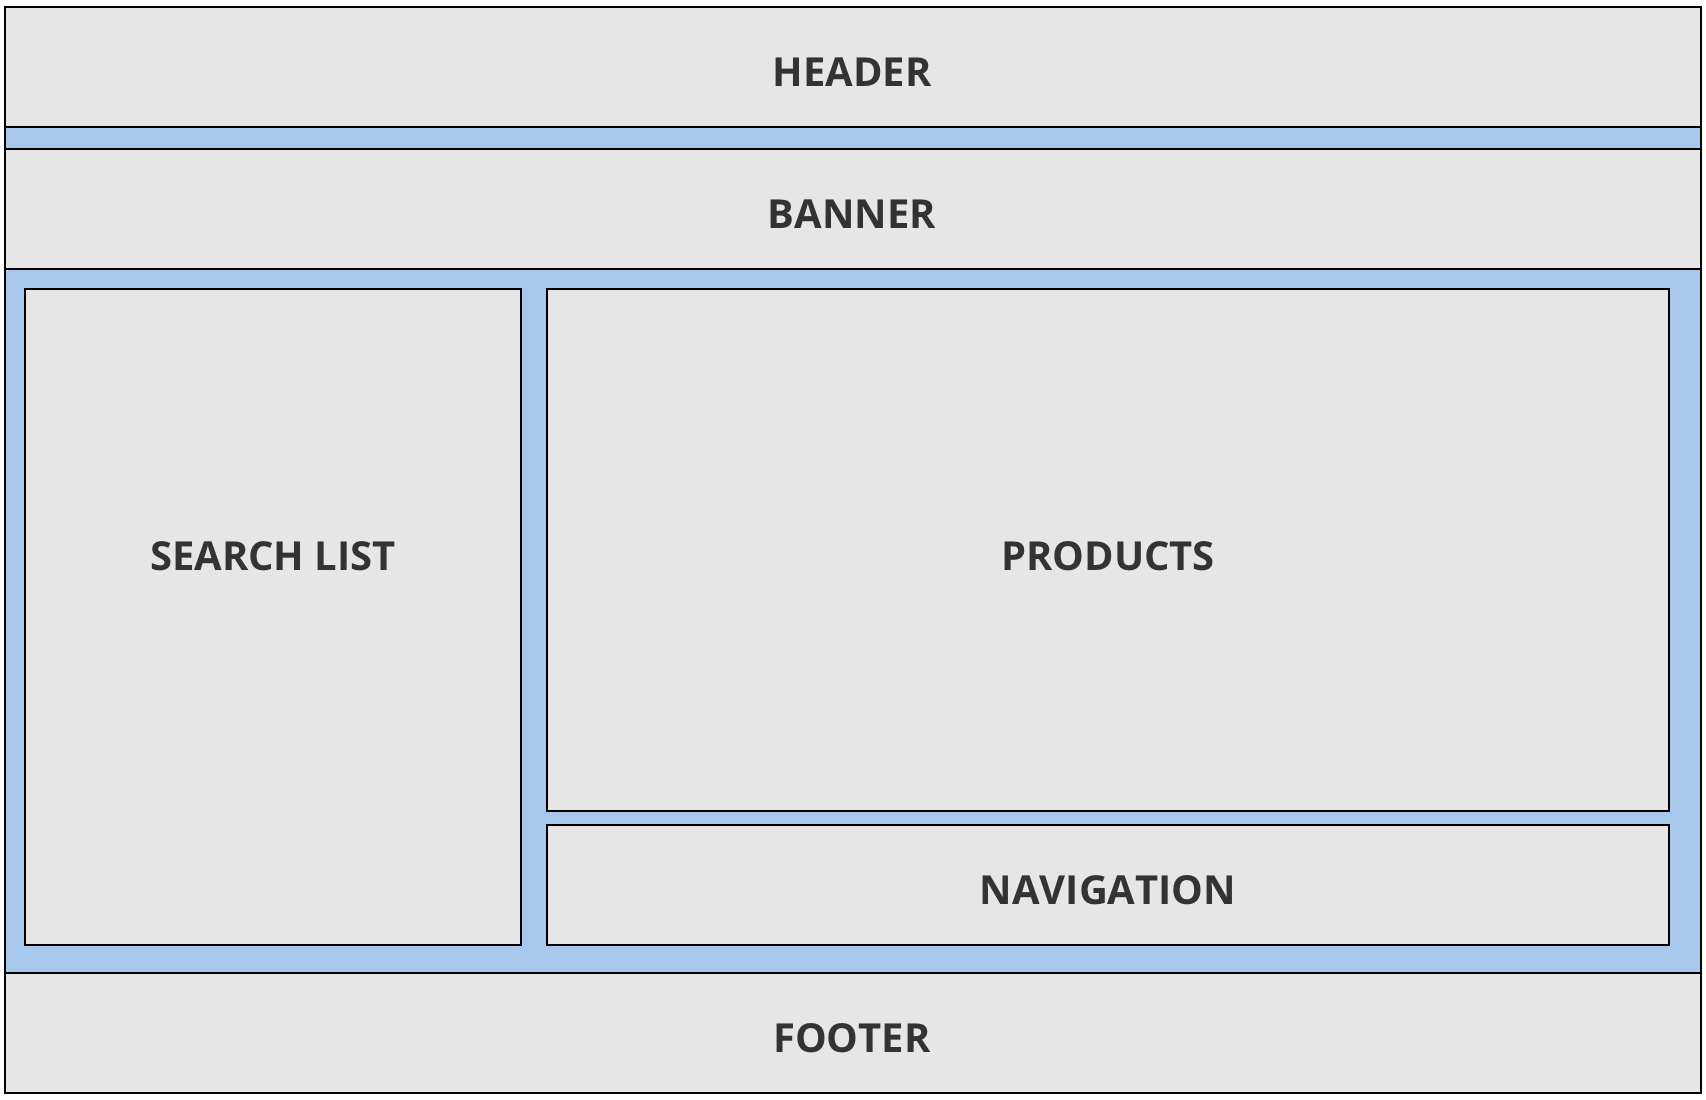 HEADER
BANNER
SEARCH LIST
PRODUCTS
NAVIGATION
FOOTER